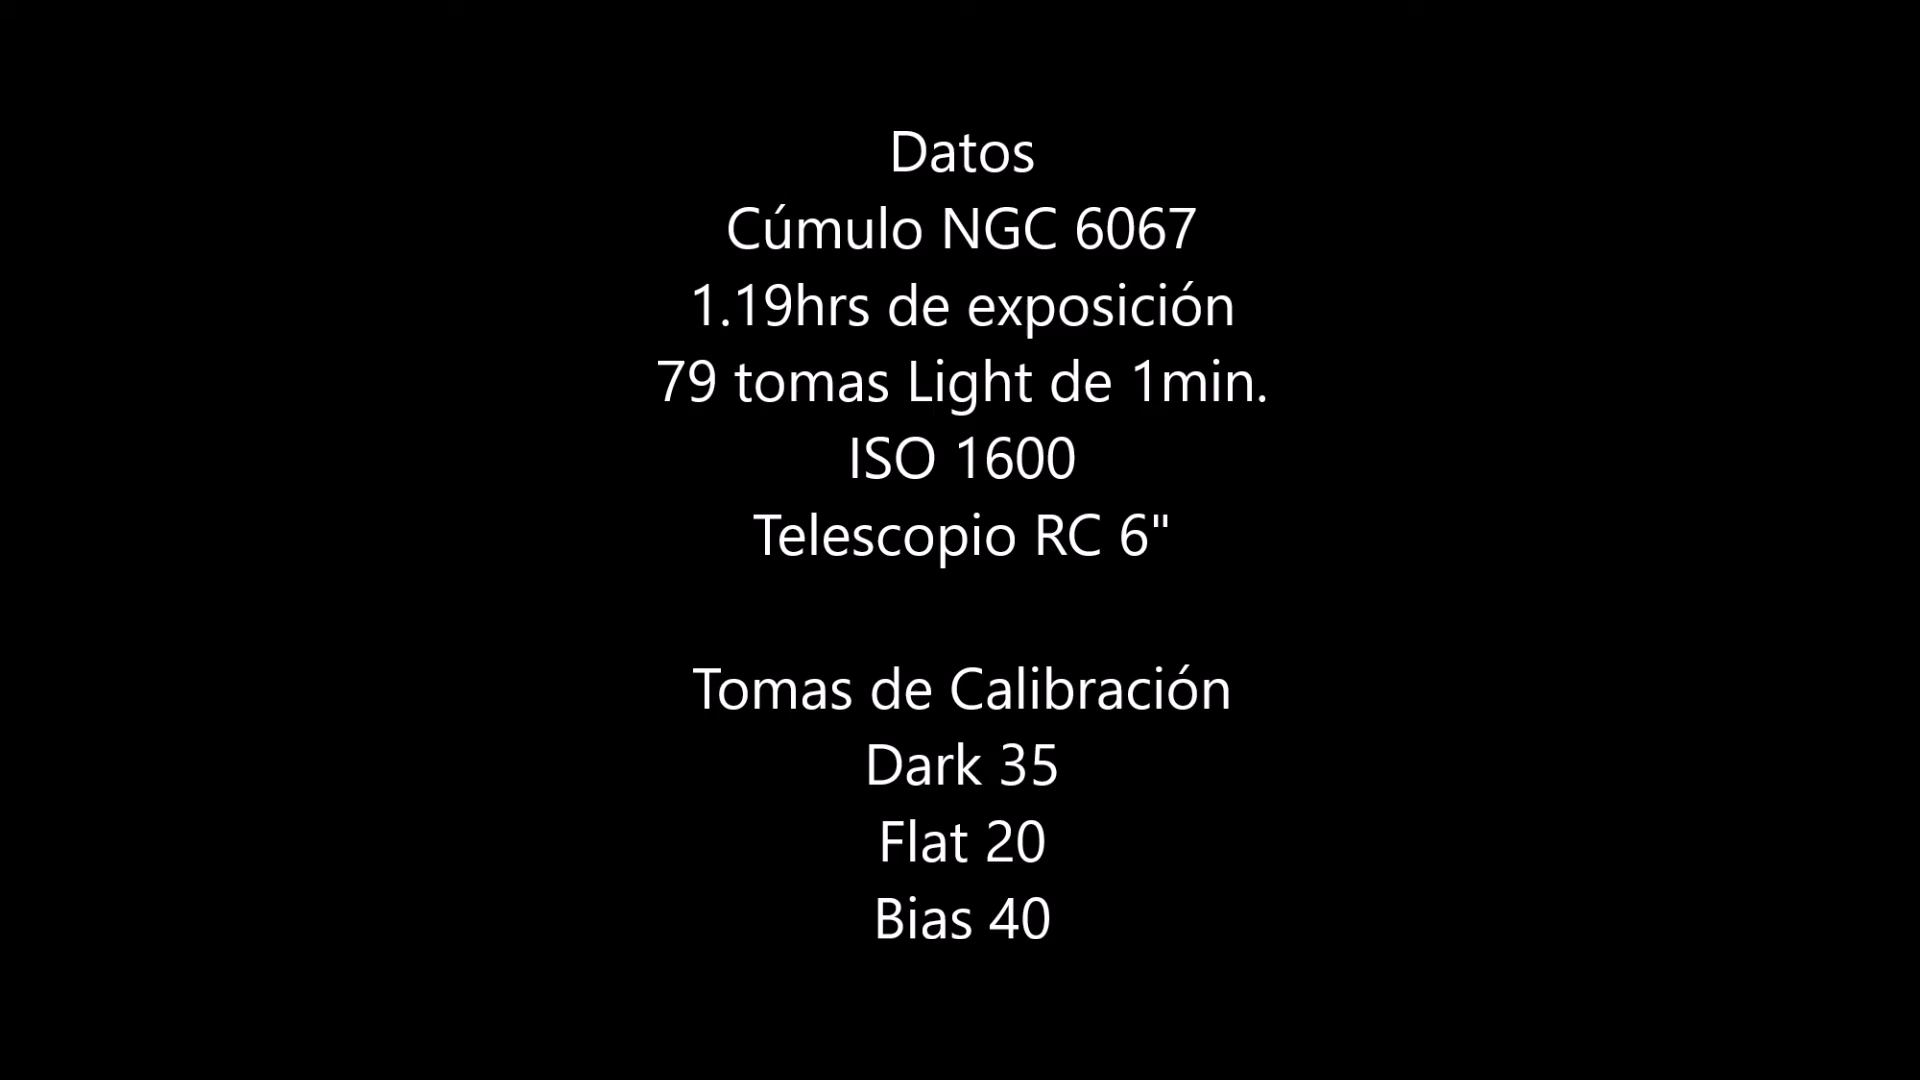 Datos
Cúmulo NGC 6067
1.19hrs de exposición
79 tomas Light de 1min.
ISO 1600
Telescopio RC 6"
Tomas de Calibración
Dark 35
Flat 20
Bias 40